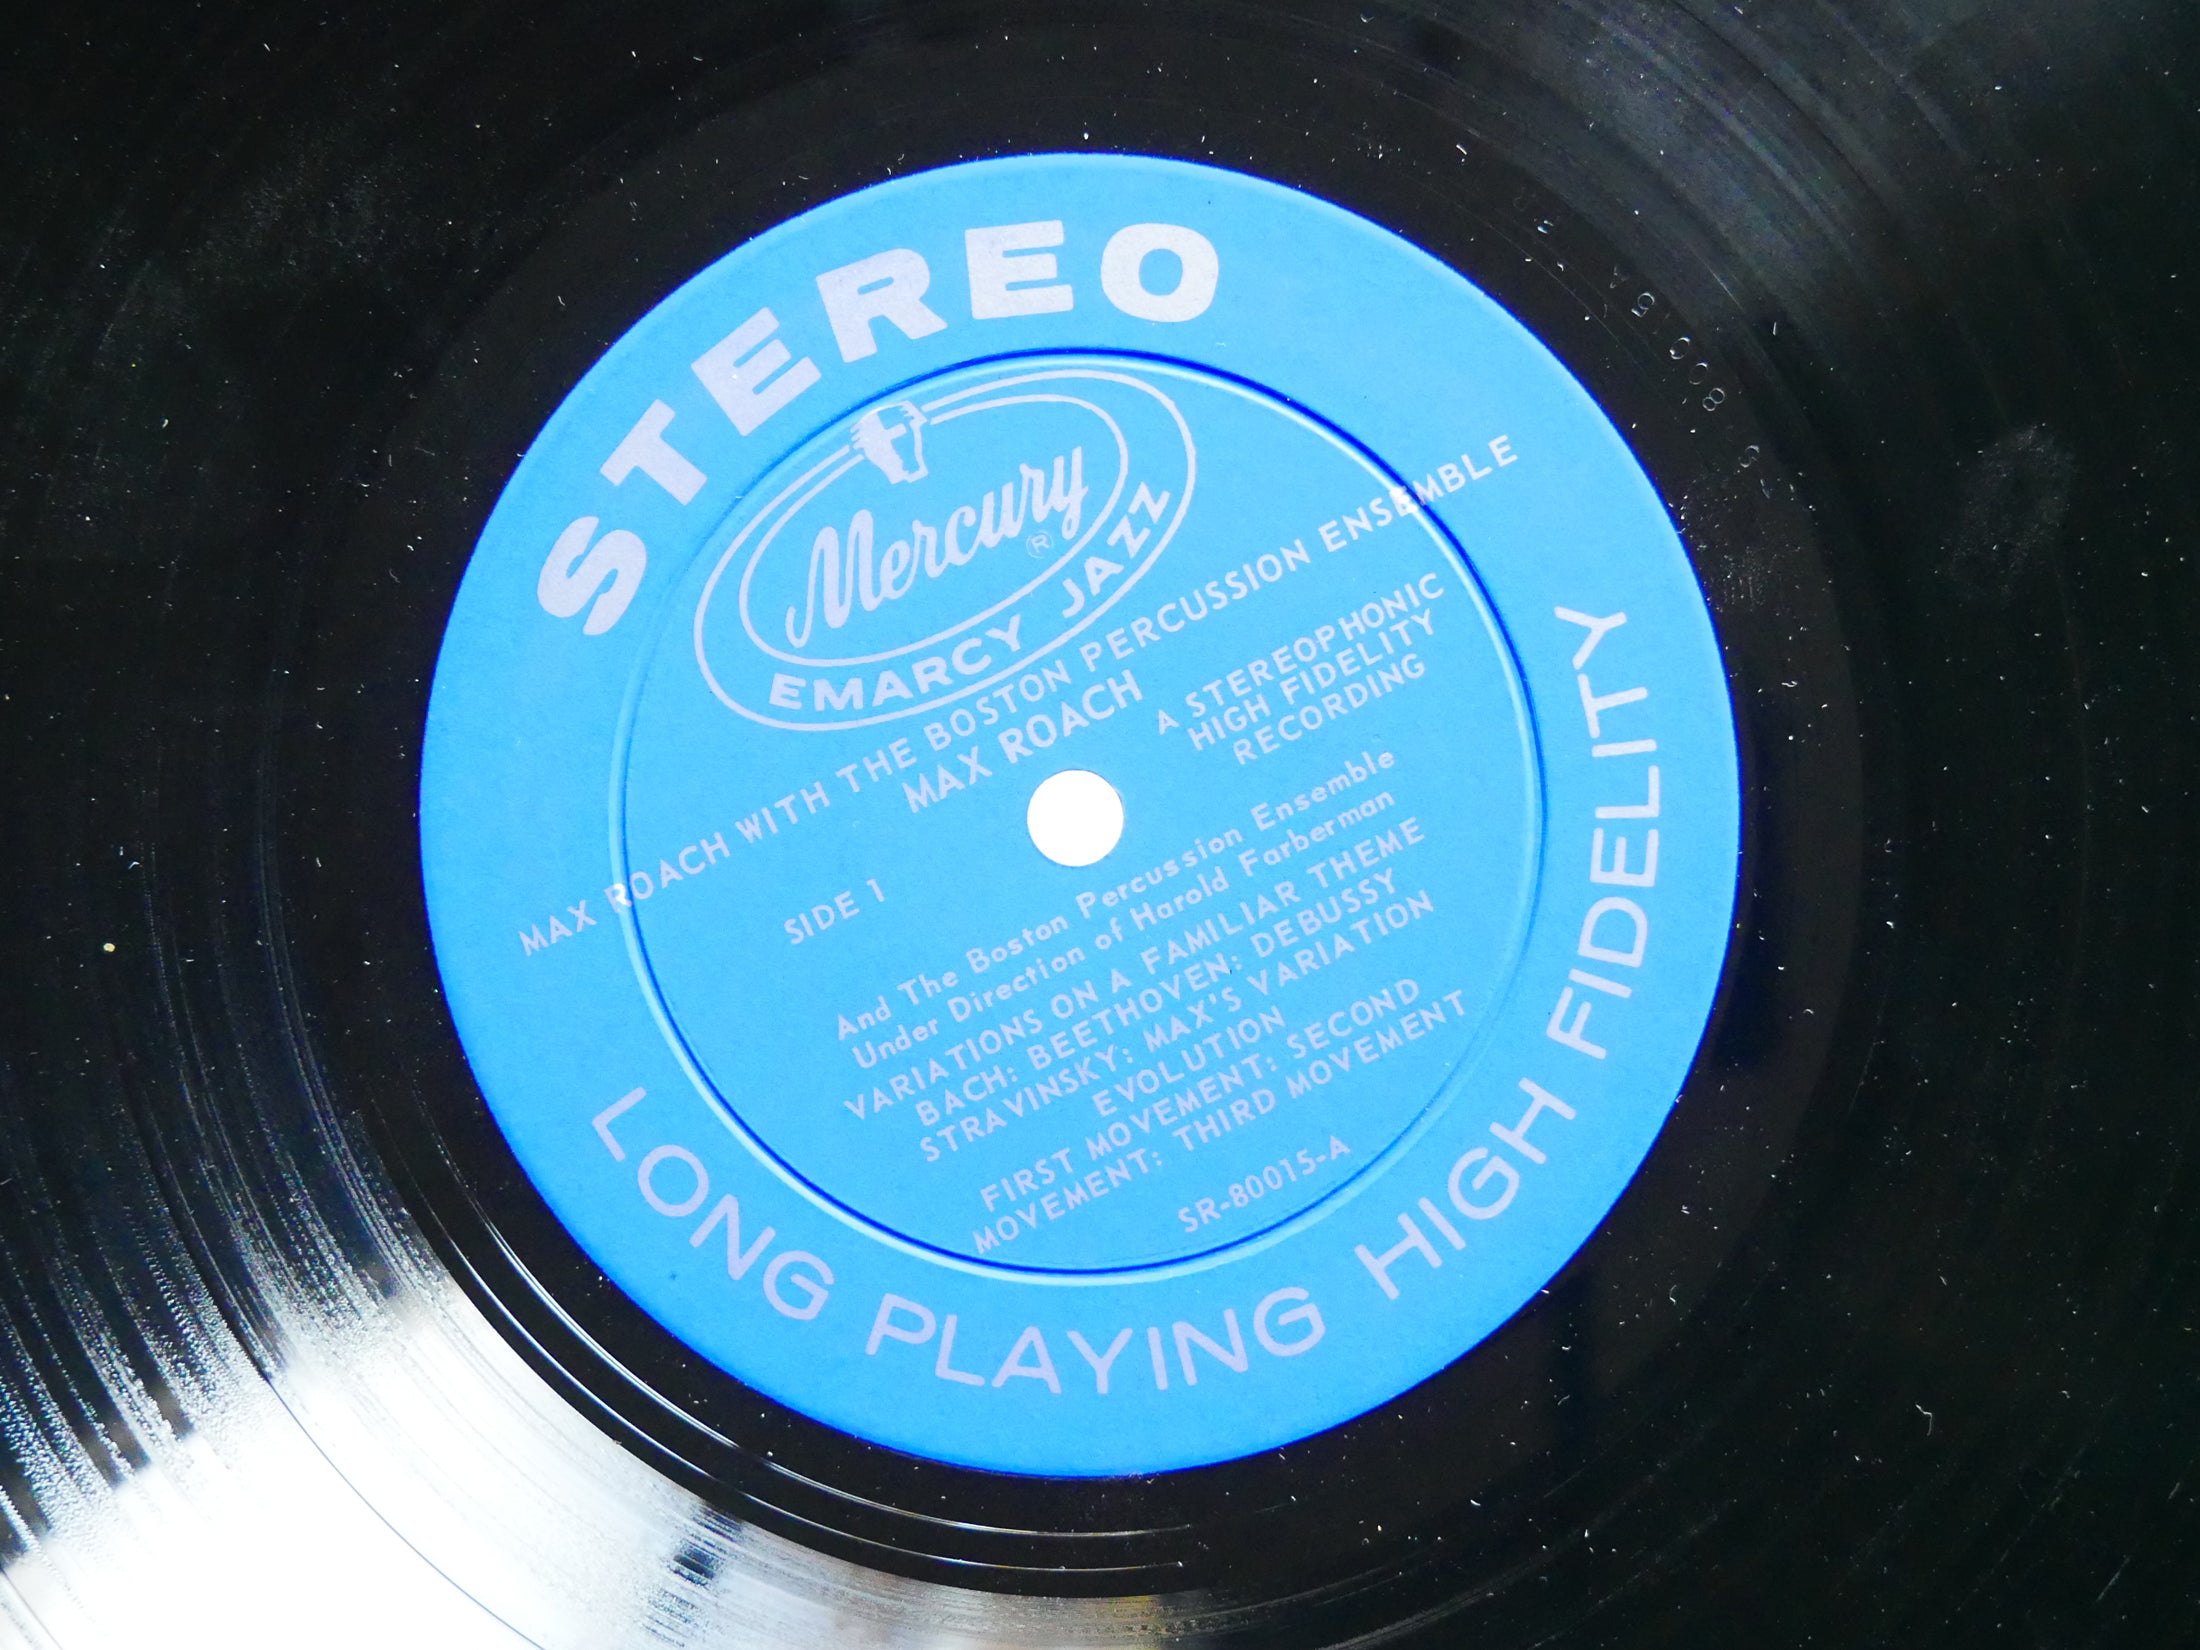 STEREO
Mercury
®
EMARCY JAZZ
MAX ROACH WITH THE BOSTON PERCUSSION ENSEMBLE
MAX ROACH
A STEREOPHONIC
HIGH FIDELITY
RECORDING
SIDE 1
And The Boston Percussion Ensemble
Under Direction of Harold Farberman
VARIATIONS ON A FAMILIAR THEME
BACH: BEETHOVEN: DEBUSSY
STRAVINSKY: MAX'S VARIATION
EVOLUTION
FIRST MOVEMENT: SECOND
MOVEMENT: THIRD MOVEMENT
SR-80015-A
LONG PLAYING HIGH FIDELITY
80015A